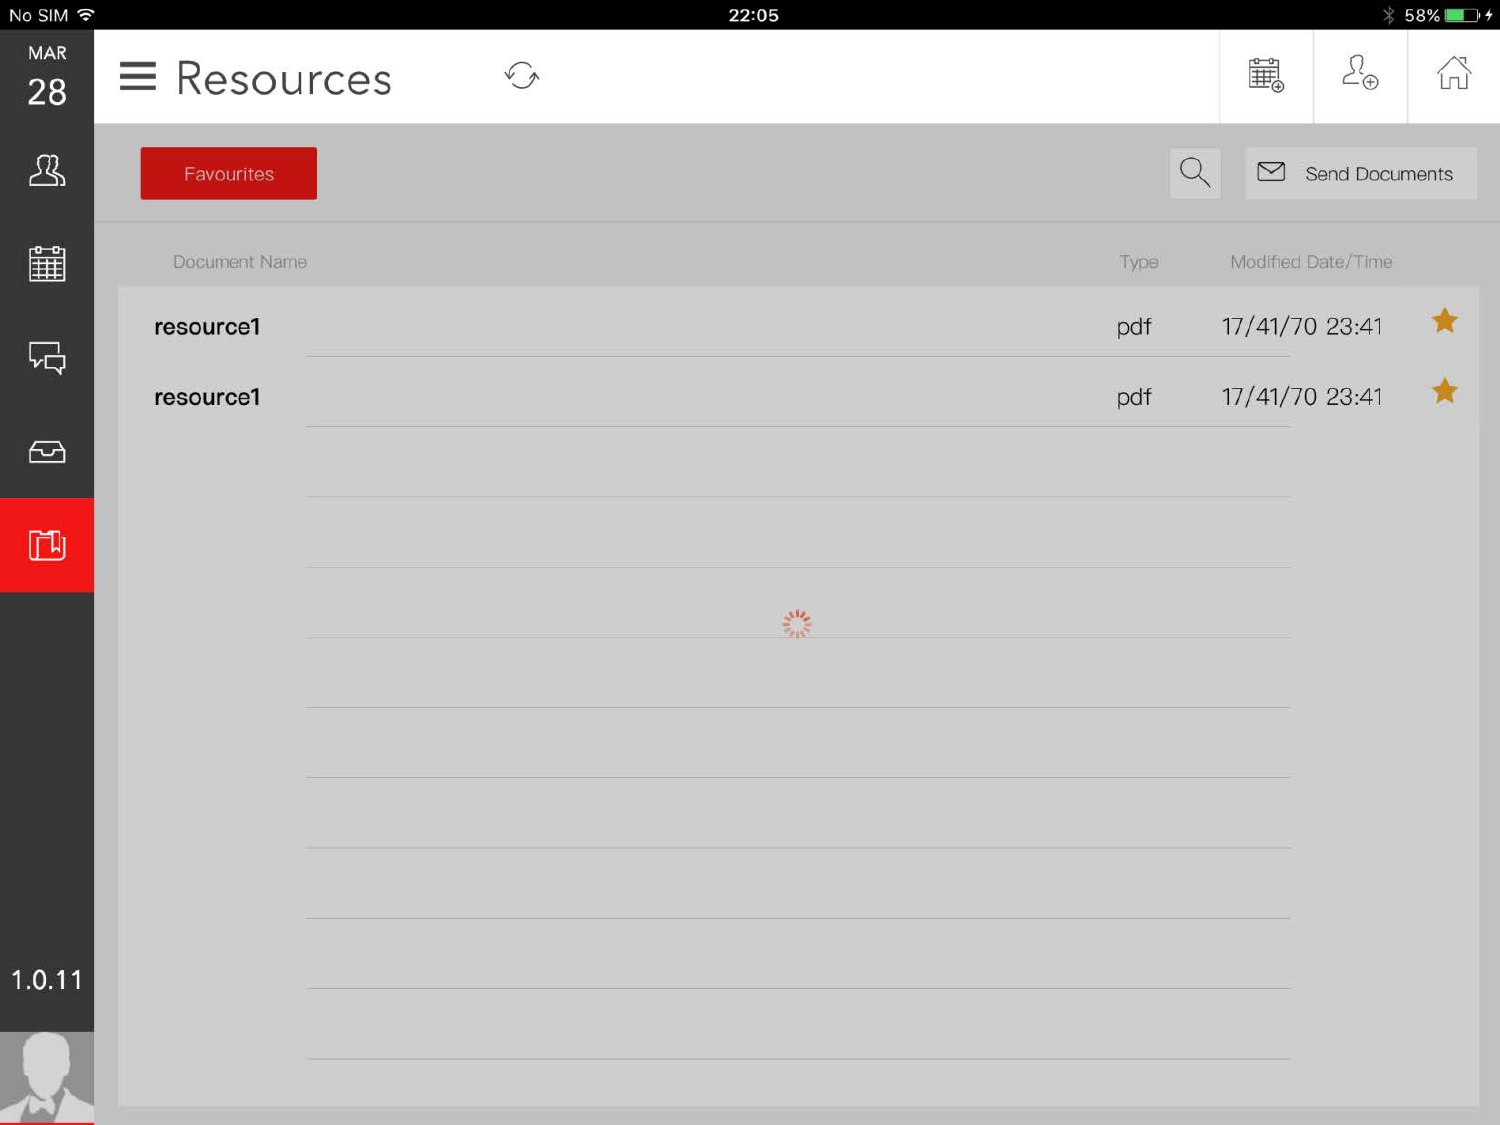 No SIM 22:05 58%
MAR
28
Resources
Favourites
Send Documents
Document Name Type Modified Date/Time
resource1 pdf 17/41/70 23:41
resource1 pdf 17/41/70 23:41
1.0.11